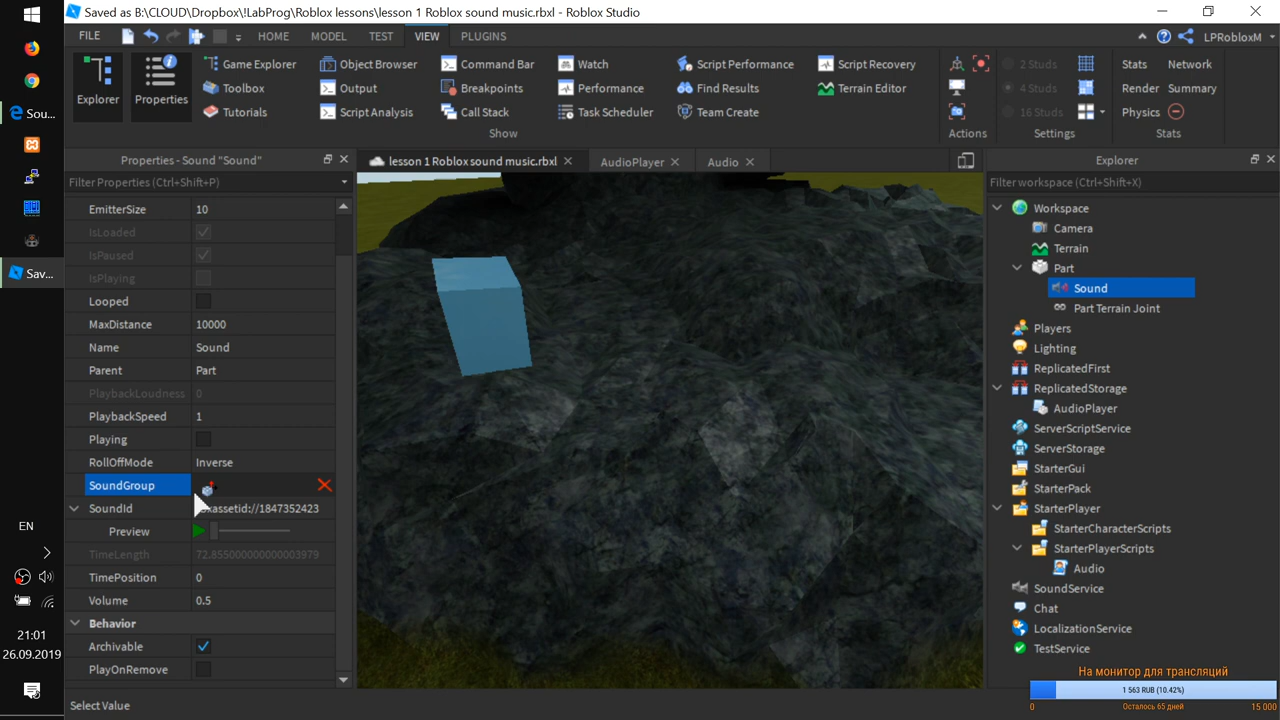 Saved as B:\CLOUD\Dropbox\!LabProg\Roblox lessons\lesson 1 Roblox sound music.rbxl - Roblox Studio
FILE HOME MODEL TEST VIEW PLUGINS LPRobloxM
Explorer
Properties
Game Explorer
Toolbox
Tutorials
Object Browser
Output
Script Analysis
Command Bar
Breakpoints
Call Stack
Watch
Performance
Task Scheduler
Script Performance
Find Results
Team Create
Script Recovery
Terrain Editor
Show
Actions
2 Studs
4 Studs
16 Studs
Settings
Stats Network
Render Summary
Physics
Stats
Properties - Sound "Sound"
Filter Properties (Ctrl+Shift+P)
EmitterSize 10
IsLoaded
IsPaused
IsPlaying
Looped
MaxDistance 10000
Name Sound
Parent Part
PlaybackLoudness 0
PlaybackSpeed 1
Playing
RollOffMode Inverse
SoundGroup
SoundId xassetid://1847352423
Preview
TimeLength 72.855000000000003979
TimePosition 0
Volume 0.5
Behavior
Archivable
PlayOnRemove
Select Value
lesson 1 Roblox sound music.rbxl
AudioPlayer
Audio
Explorer
Filter workspace (Ctrl+Shift+X)
Workspace
Camera
Terrain
Part
Sound
Part Terrain Joint
Players
Lighting
ReplicatedFirst
ReplicatedStorage
AudioPlayer
ServerScriptService
ServerStorage
StarterGui
StarterPack
StarterPlayer
StarterCharacterScripts
StarterPlayerScripts
Audio
SoundService
Chat
LocalizationService
TestService
На монитор для трансляций
1 563 RUB (10.42%)
0 Осталось 65 дней 15 000
Sou...
Sav...
EN
21:01
26.09.2019